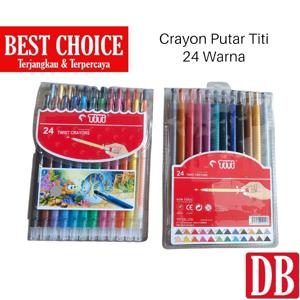 BEST CHOICE
Terjangkau & Terpercaya
Crayon Putar Titi
24 Warna
TiTi
24 TWIST CRAYONS
TiTi
24 TWIST CRAYONS
DB